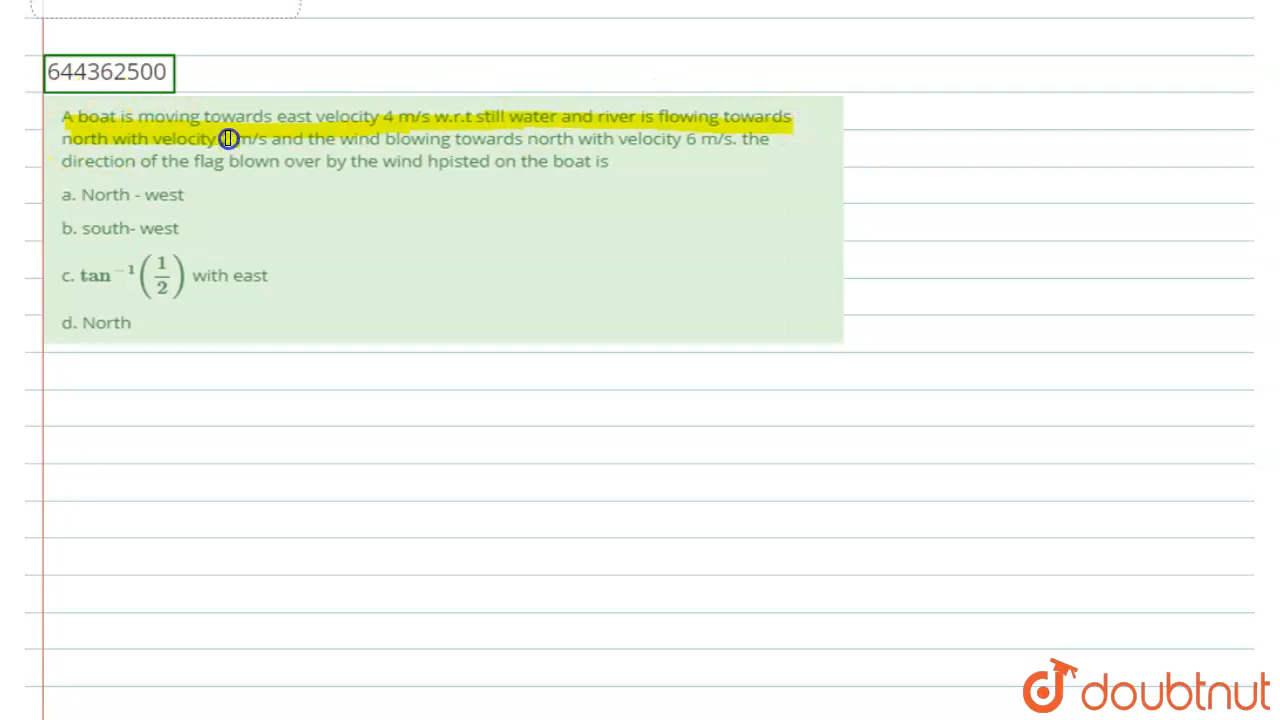 644362500
A boat is moving towards east velocity 4 m/s w.r.t still water and river is flowing towards
north with velocity m/s and the wind blowing towards north with velocity 6 m/s. the
direction of the flag blown over by the wind hpisted on the boat is
a. North - west
b. south- west
c. tan⁻¹(1/2) with east
d. North
doubtnut